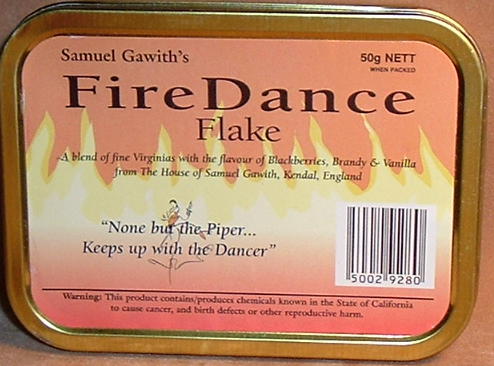 Samuel Gawith's
50g NETT
WHEN PACKED
FireDance
Flake
A blend of fine Virginias with the flavour of Blackberries, Brandy & Vanilla
from The House of Samuel Gawith, Kendal, England
"None but the Piper...
Keeps up with the Dancer"
5002 9280
Warning: This product contains/produces chemicals known in the State of California
to cause cancer, and birth defects or other reproductive harm.